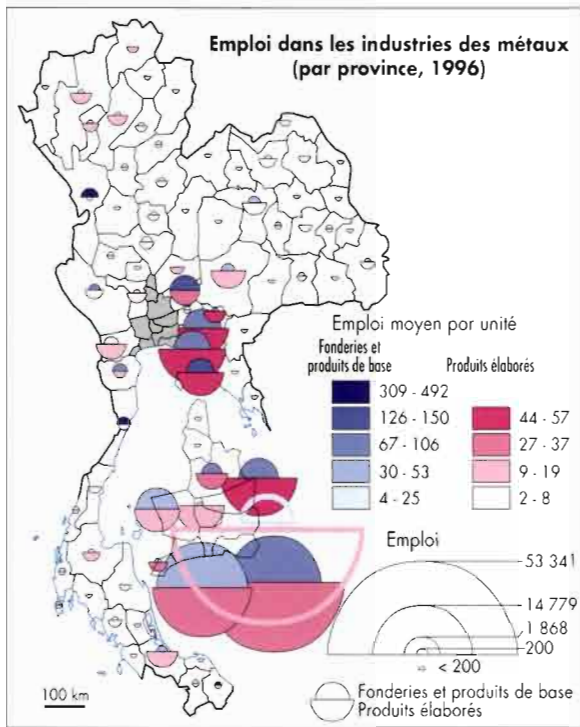 Emploi dans les industries des métaux
(par province, 1996)
Emploi moyen por unité
Fonderies et
produits de base
Produits élaborés
309 - 492
126 - 150
44 - 57
67 - 106
27 - 37
30 - 53
9 - 19
4 - 25
2 - 8
Emploi
53 341
14 779
1 868
200
< 200
100 km
Fonderies et produits de base
Produits élaborés